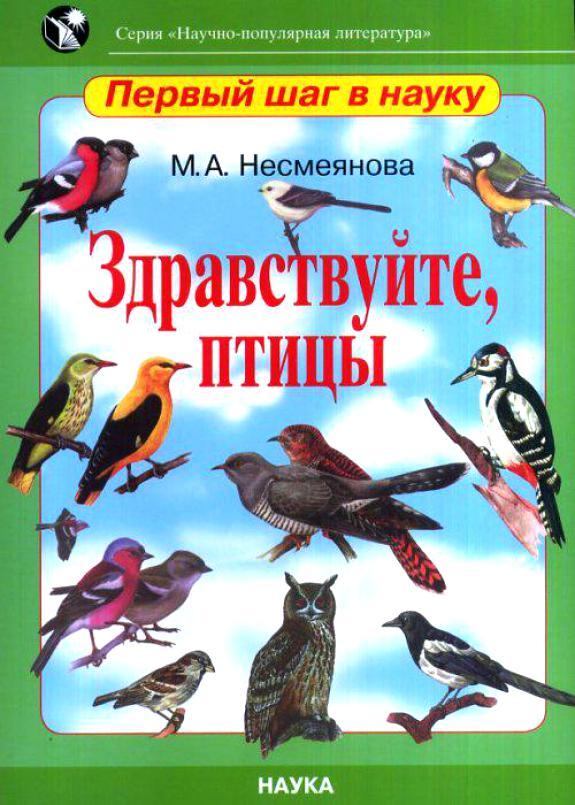 Серия «Научно-популярная литература»
Первый шаг в науку
М. А. Несмеянова
Здравствуйте,
птицы
НАУКА